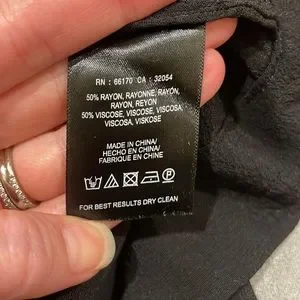 RN : 66170 CA : 32054
50% RAYON, RAYONNE, RAYÓN,
RAYON, REYON
50% VISCOSE, VISCOSE, VISCOSA
VISCOSA, VISKOSE
MADE IN CHINA/
HECHO EN CHINA/
FABRIQUE EN CHINE
FOR BEST RESULTS DRY CLEAN